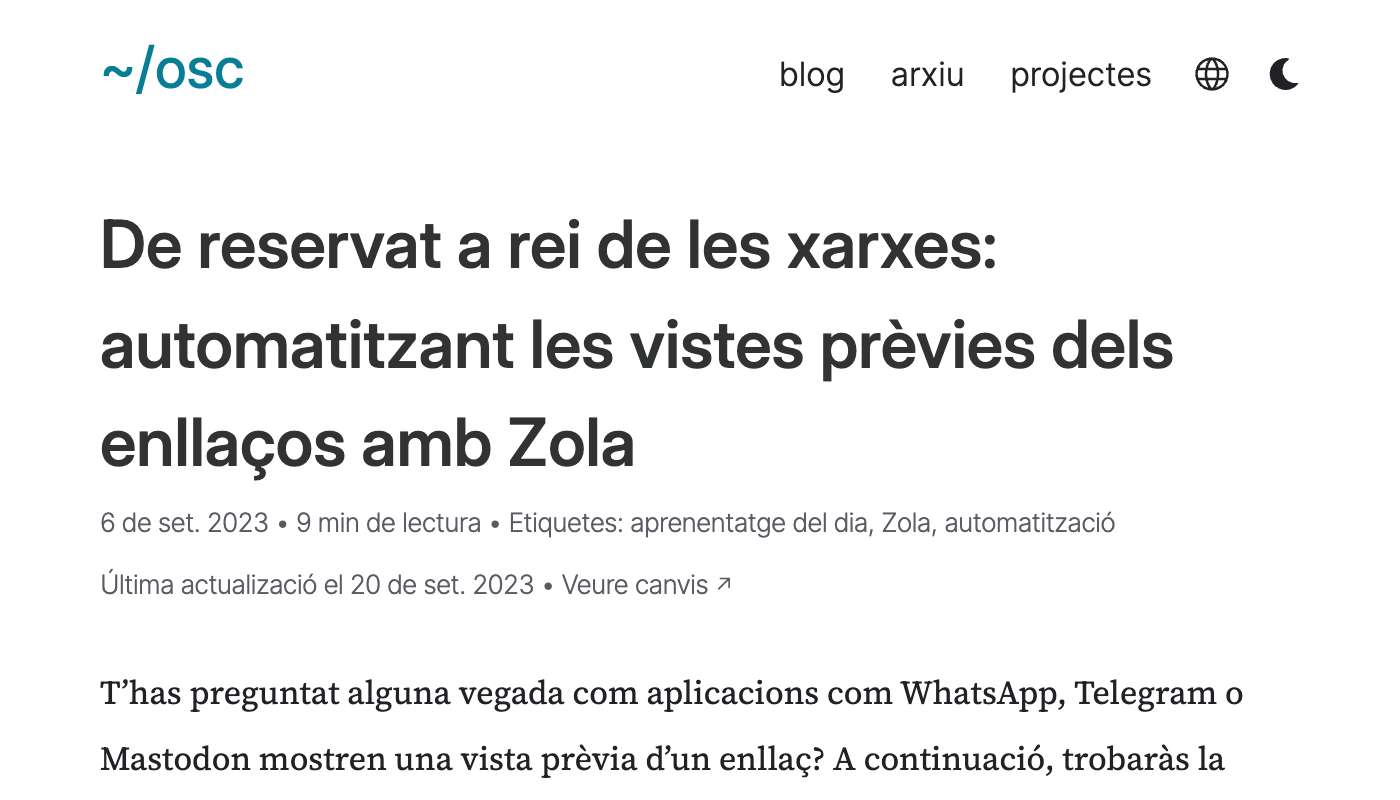 ~/osc
blog arxiu projectes
De reservat a rei de les xarxes:
automatitzant les vistes prèvies dels
enllaços amb Zola
6 de set. 2023 • 9 min de lectura • Etiquetes: aprenentatge del dia, Zola, automatització
Última actualització el 20 de set. 2023 • Veure canvis ↗
T’has preguntat alguna vegada com aplicacions com WhatsApp, Telegram o
Mastodon mostren una vista prèvia d’un enllaç? A continuació, trobaràs la